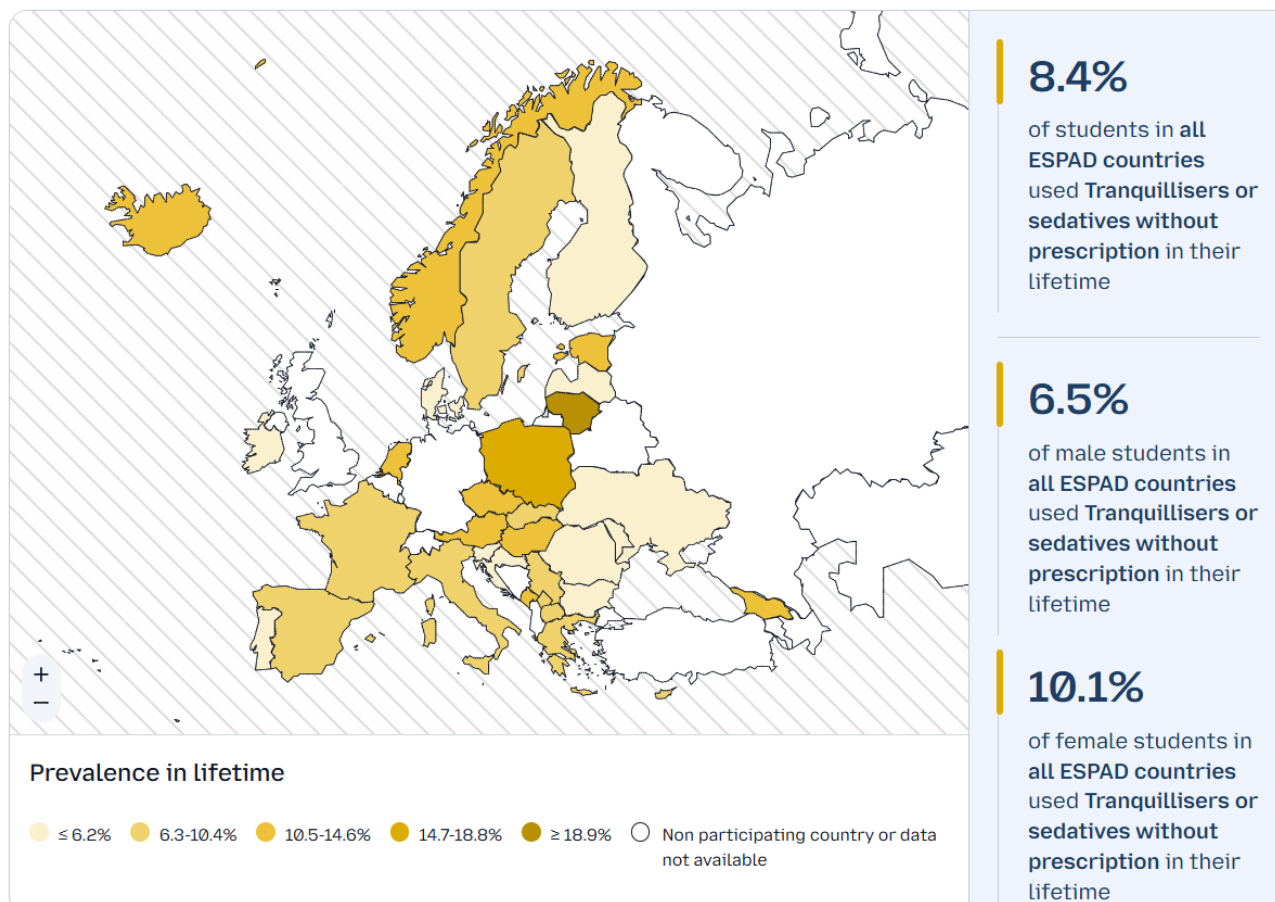 8.4%
of students in all
ESPAD countries
used Tranquillisers or
sedatives without
prescription in their
lifetime
6.5%
of male students in
all ESPAD countries
used Tranquillisers or
sedatives without
prescription in their
lifetime
10.1%
of female students in
all ESPAD countries
used Tranquillisers or
sedatives without
prescription in their
lifetime
+
−
Prevalence in lifetime
≤ 6.2% 6.3-10.4% 10.5-14.6% 14.7-18.8% ≥ 18.9% Non participating country or data
not available